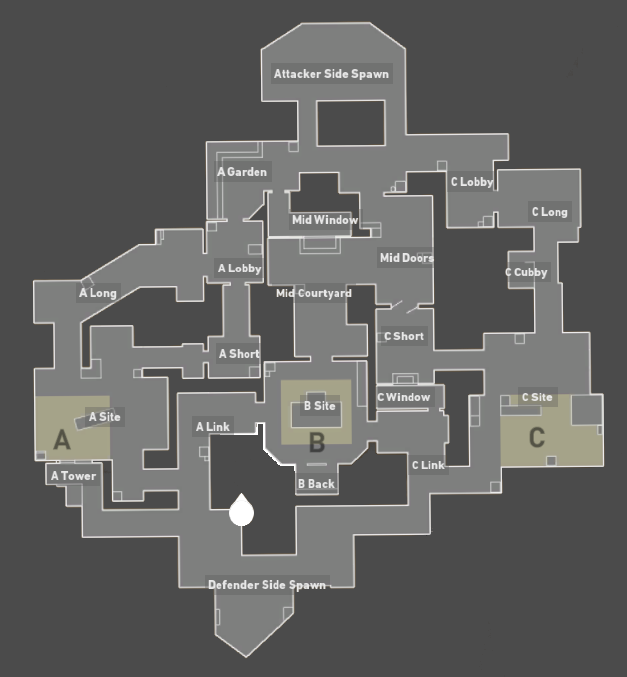 Attacker Side Spawn
A Garden
C Lobby
C Long
Mid Window
Mid Doors
A Lobby
C Cubby
A Long
Mid Courtyard
C Short
A Short
C Window
C Site
B Site
A Site
A Link
A
B
C
C Link
A Tower
B Back
Defender Side Spawn